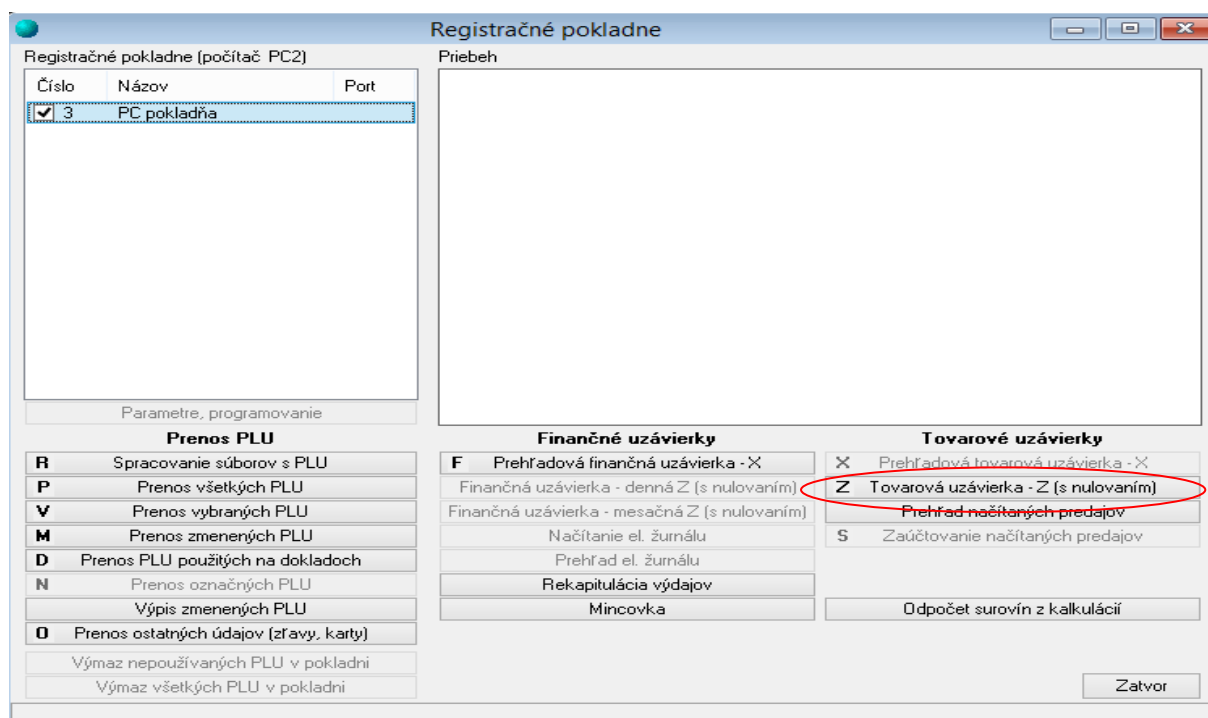 Registračné pokladne
Registračné pokladne (počítač PC2)
Číslo Názov Port
3 PC pokladňa
Parametre, programovanie
Priebeh
Prenos PLU
R Spracovanie súborov s PLU
P Prenos všetkých PLU
V Prenos vybraných PLU
M Prenos zmenených PLU
D Prenos PLU použitých na dokladoch
N Prenos označných PLU
Výpis zmenených PLU
O Prenos ostatných údajov (zľavy, karty)
Výmaz nepoužívaných PLU v pokladni
Výmaz všetkých PLU v pokladni
Finančné uzávierky
F Prehľadová finančná uzávierka - X
Finančná uzávierka - denná Z (s nulovaním)
Finančná uzávierka - mesačná Z (s nulovaním)
Načítanie el. žurnálu
Prehľad el. žurnálu
Rekapitulácia výdajov
Mincovka
Tovarové uzávierky
X Prehľadová tovarová uzávierka - X
Z Tovarová uzávierka - Z (s nulovaním)
Prehľad načítaných predajov
S Zaúčtovanie načítaných predajov
Odpočet surovín z kalkulácií
Zatvor